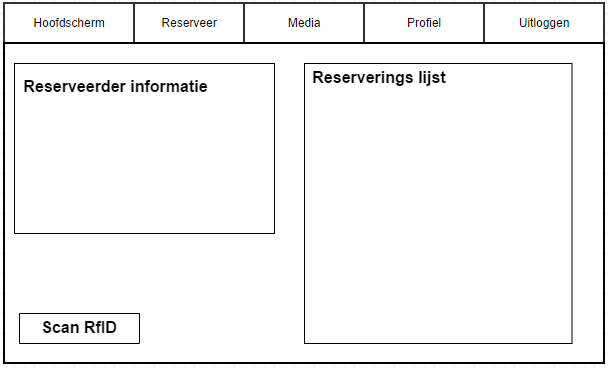 Hoofdscherm Reserveer Media Profiel Uitloggen
Reserveerder informatie
Reserverings lijst
Scan RfID